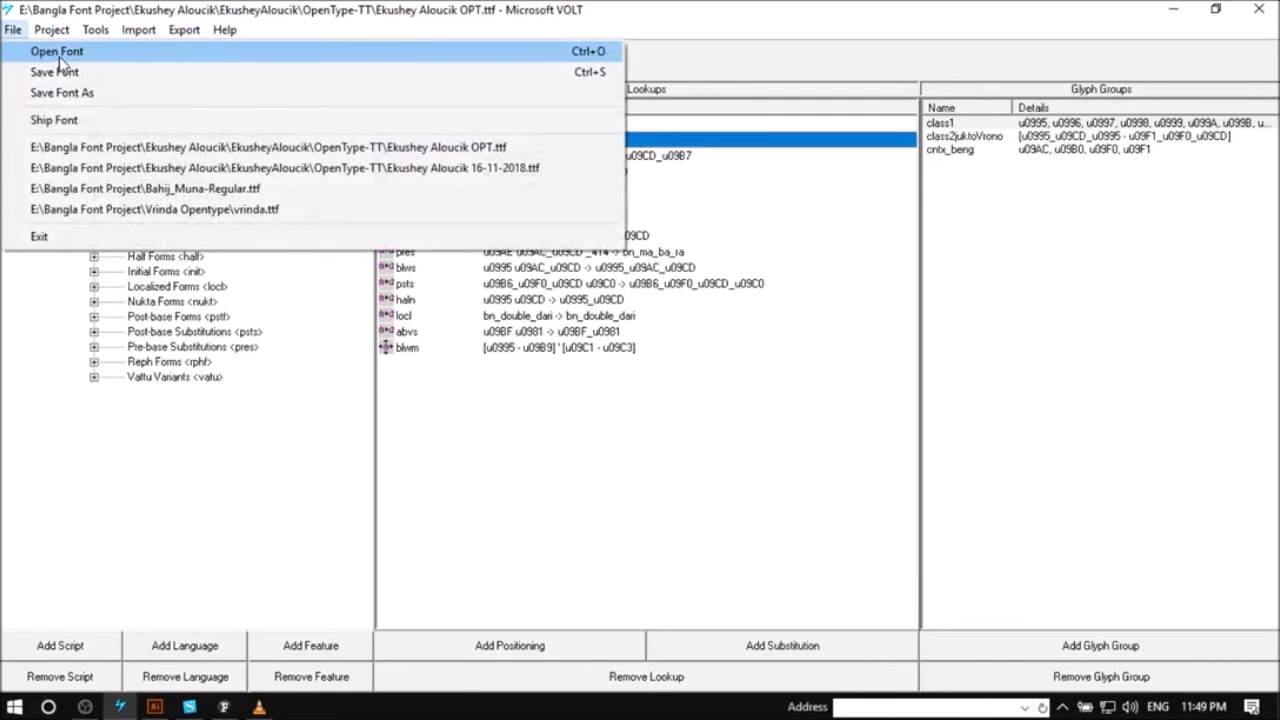 E:\Bangla Font Project\Ekushey Aloucik\EkusheyAloucik\OpenType-TT\Ekushey Aloucik OPT.ttf - Microsoft VOLT
File Project Tools Import Export Help
Open Font Ctrl+O
Save Font Ctrl+S
Save Font As
Ship Font
E:\Bangla Font Project\Ekushey Aloucik\EkusheyAloucik\OpenType-TT\Ekushey Aloucik OPT.ttf
E:\Bangla Font Project\Ekushey Aloucik\EkusheyAloucik\OpenType-TT\Ekushey Aloucik 16-11-2018.ttf
E:\Bangla Font Project\Bahij_Muna-Regular.ttf
E:\Bangla Font Project\Vrinda Opentype\vrinda.ttf
Exit
Half Forms <half>
Initial Forms <init>
Localized Forms <locl>
Nukta Forms <nukt>
Post-base Forms <pstf>
Post-base Substitutions <psts>
Pre-base Substitutions <pres>
Reph Forms <rphf>
Vattu Variants <vatu>
Lookups
u09CD_u09B7
09CD
pres u09AE u09AC_u09CD _414 -> bn_ma_ba_ra
blws u0995 u09AC_u09CD -> u0995_u09AC_u09CD
psts u09B6_u09F0_u09CD u09C0 -> u09B6_u09F0_u09CD_u09C0
haln u0995 u09CD -> u0995_u09CD
locl bn_double_dari -> bn_double_dari
abvs u09BF u0981 -> u09BF_u0981
blwm [u0995 - u09B9] ' [u09C1 - u09C3]
Glyph Groups
Name Details
class1 u0995, u0996, u0997, u0998, u0999, u099A, u099B, u...
class2juktoVrono [u0995_u09CD_u0995 - u09F1_u09F0_u09CD]
cntx_beng u09AC, u09B0, u09F0, u09F1
Add Script Add Language Add Feature Add Positioning Add Substitution Add Glyph Group
Remove Script Remove Language Remove Feature Remove Lookup Remove Glyph Group
Address ENG 11:49 PM